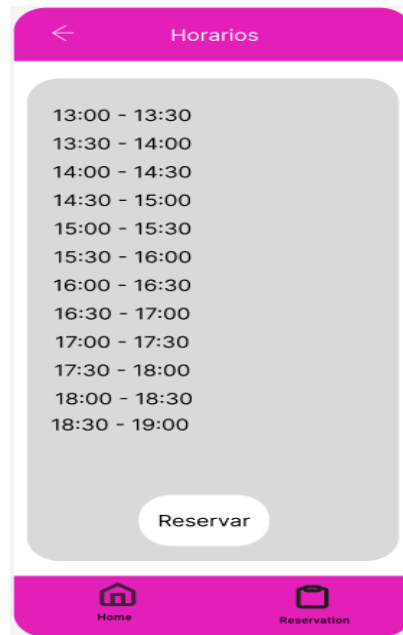 Horarios
13:00 - 13:30
13:30 - 14:00
14:00 - 14:30
14:30 - 15:00
15:00 - 15:30
15:30 - 16:00
16:00 - 16:30
16:30 - 17:00
17:00 - 17:30
17:30 - 18:00
18:00 - 18:30
18:30 - 19:00
Reservar
Home Reservation